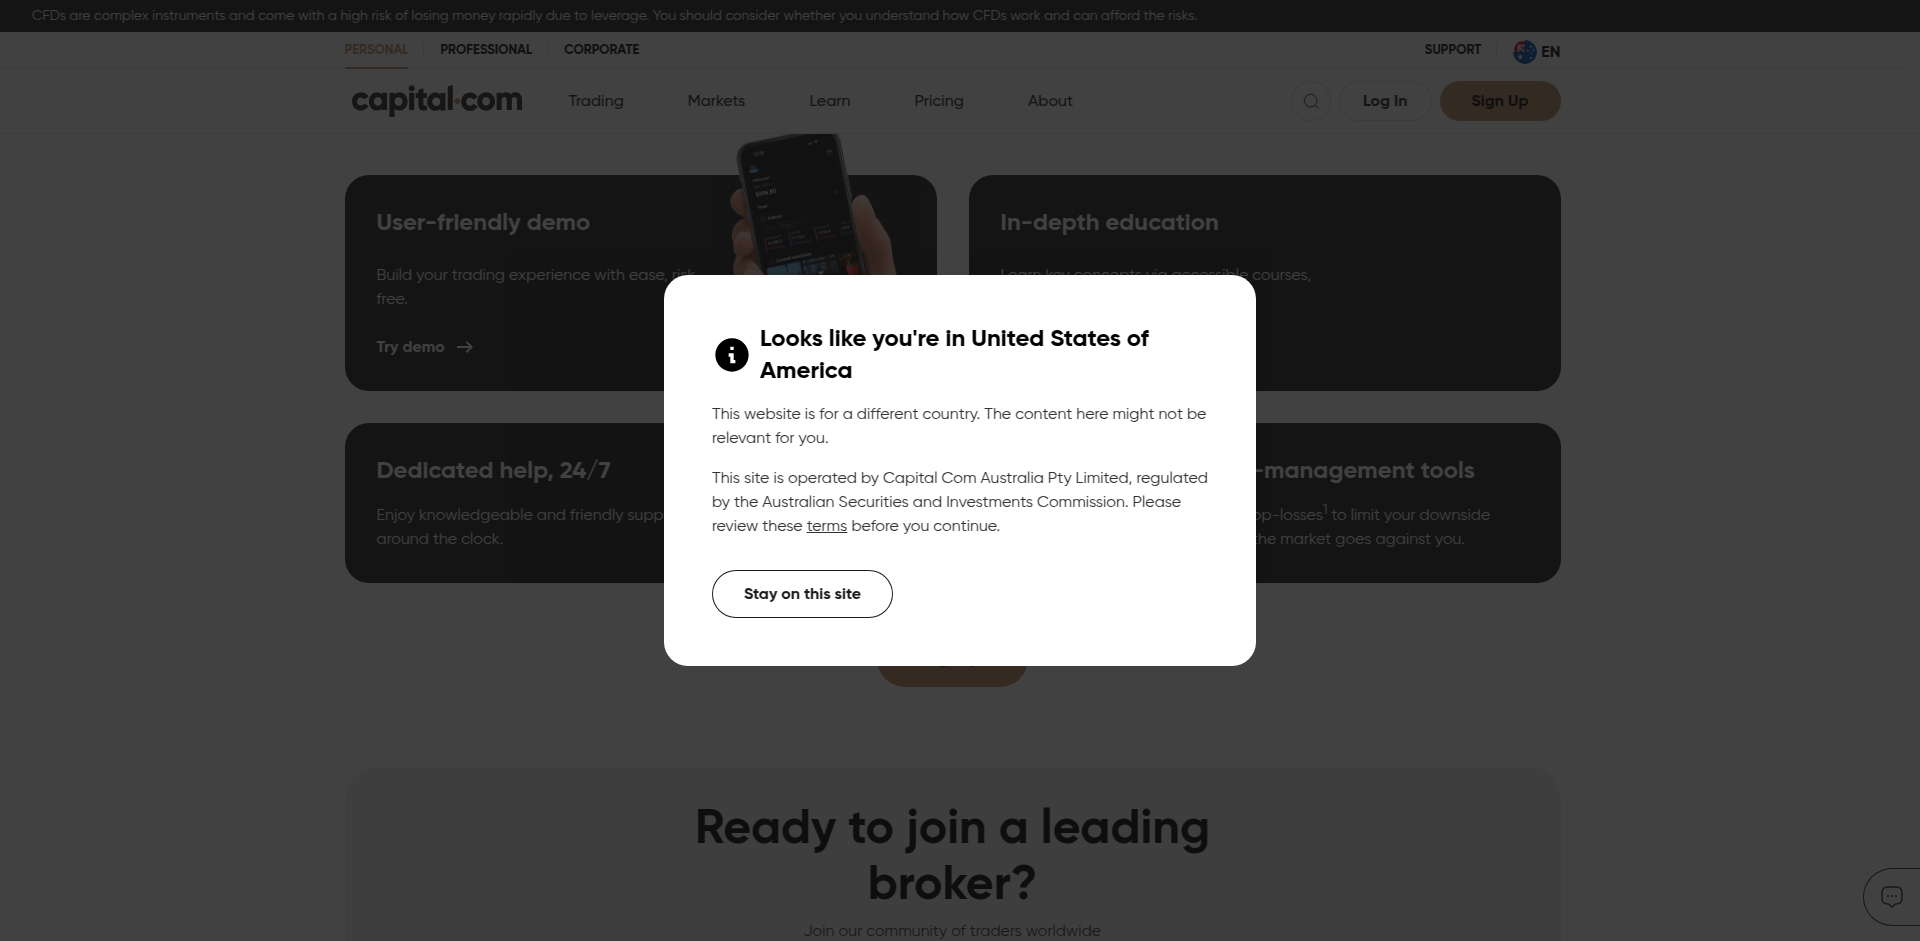 CFDs are complex instruments and come with a high risk of losing money rapidly due to leverage. You should consider whether you understand how CFDs work and can afford the risks.
PERSONAL PROFESSIONAL CORPORATE SUPPORT EN
capital.com Trading Markets Learn Pricing About Log In Sign Up
User-friendly demo
Build your trading experience with ease, risk
free.
Try demo
In-depth education
Learn key concepts via accessible courses,
Looks like you're in United States of
America
This website is for a different country. The content here might not be
relevant for you.
This site is operated by Capital Com Australia Pty Limited, regulated
by the Australian Securities and Investments Commission. Please
review these terms before you continue.
Stay on this site
Dedicated help, 24/7
Enjoy knowledgeable and friendly supp
around the clock.
-management tools
op-losses¹ to limit your downside
the market goes against you.
Ready to join a leading
broker?
Join our community of traders worldwide